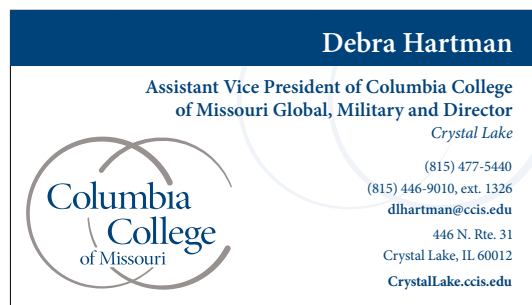 Debra Hartman
Assistant Vice President of Columbia College
of Missouri Global, Military and Director
Crystal Lake
(815) 477-5440
(815) 446-9010, ext. 1326
dlhartman@ccis.edu
446 N. Rte. 31
Crystal Lake, IL 60012
CrystalLake.ccis.edu
Columbia
College
of Missouri